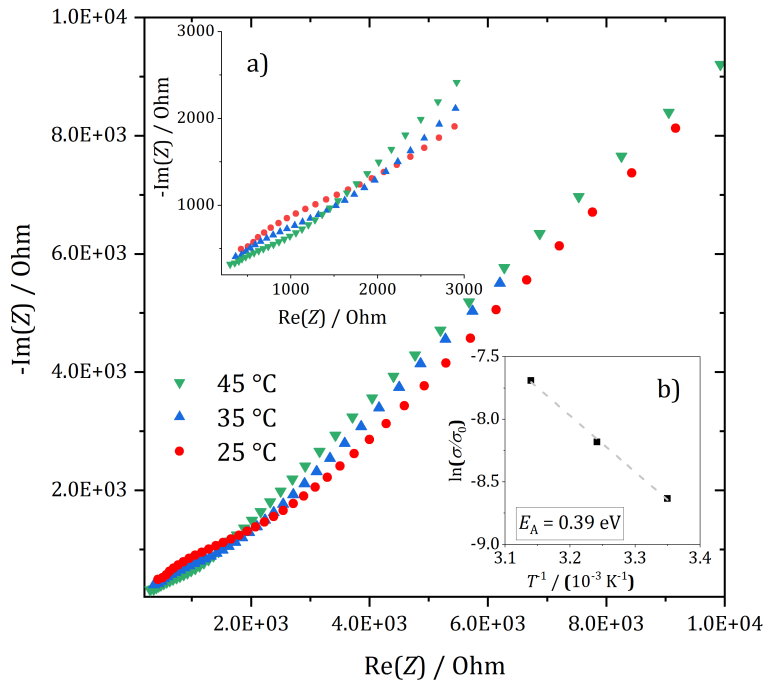 1.0E+04
8.0E+03
6.0E+03
4.0E+03
2.0E+03
-Im(Z) / Ohm
2.0E+03 4.0E+03 6.0E+03 8.0E+03 1.0E+04
Re(Z) / Ohm
a)
3000
2000
1000
-Im(Z) / Ohm
1000 2000 3000
Re(Z) / Ohm
45 °C
35 °C
25 °C
b)
-7.5
-8.0
-8.5
-9.0
ln(σ/σ₀)
E_A = 0.39 eV
3.1 3.2 3.3 3.4
T⁻¹ / (10⁻³ K⁻¹)